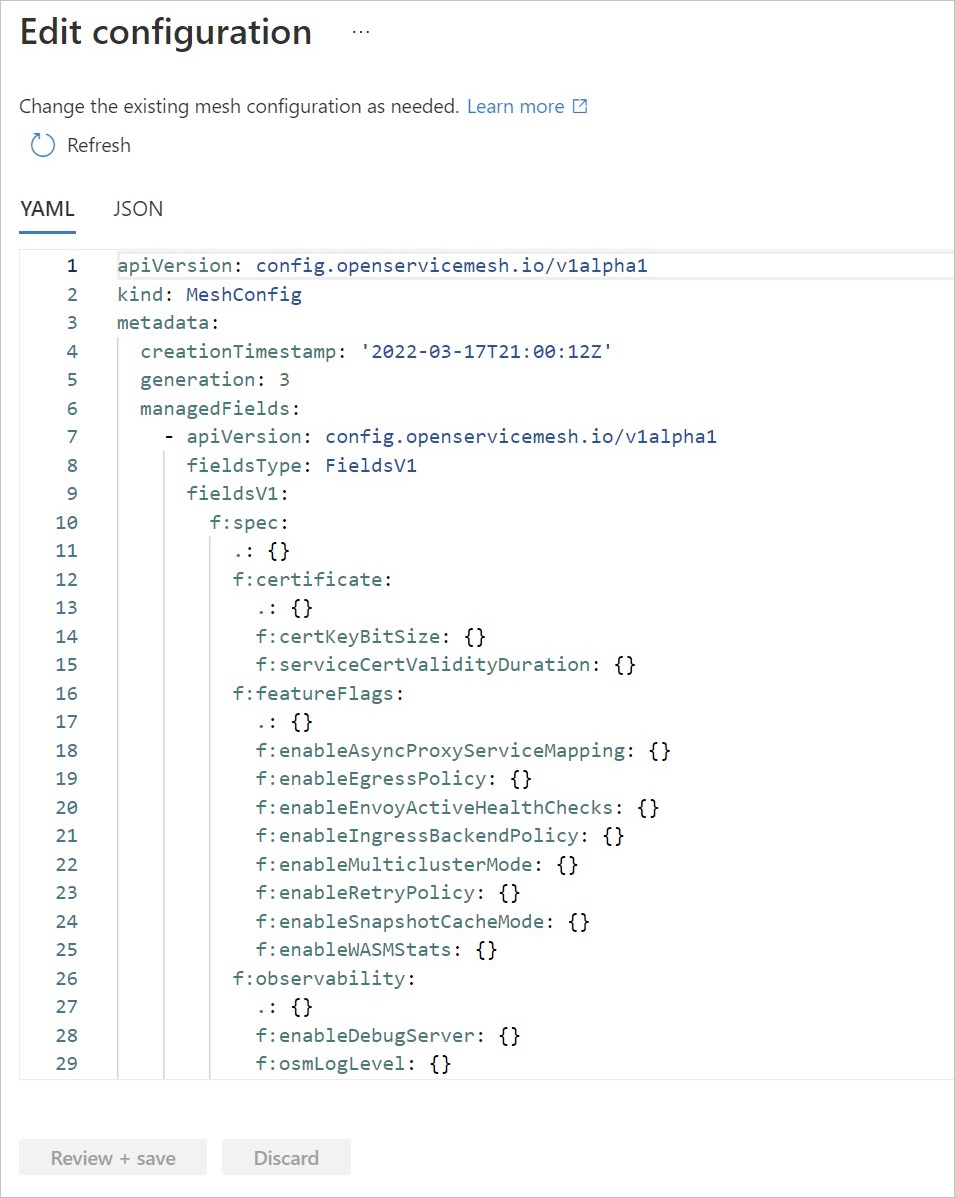 Edit configuration ...
Change the existing mesh configuration as needed. Learn more
Refresh
YAML JSON
1 apiVersion: config.openservicemesh.io/v1alpha1
2 kind: MeshConfig
3 metadata:
4 creationTimestamp: '2022-03-17T21:00:12Z'
5 generation: 3
6 managedFields:
7 - apiVersion: config.openservicemesh.io/v1alpha1
8 fieldsType: FieldsV1
9 fieldsV1:
10 f:spec:
11 .: {}
12 f:certificate:
13 .: {}
14 f:certKeyBitSize: {}
15 f:serviceCertValidityDuration: {}
16 f:featureFlags:
17 .: {}
18 f:enableAsyncProxyServiceMapping: {}
19 f:enableEgressPolicy: {}
20 f:enableEnvoyActiveHealthChecks: {}
21 f:enableIngressBackendPolicy: {}
22 f:enableMulticlusterMode: {}
23 f:enableRetryPolicy: {}
24 f:enableSnapshotCacheMode: {}
25 f:enableWASMStats: {}
26 f:observability:
27 .: {}
28 f:enableDebugServer: {}
29 f:osmLogLevel: {}
Review + save Discard